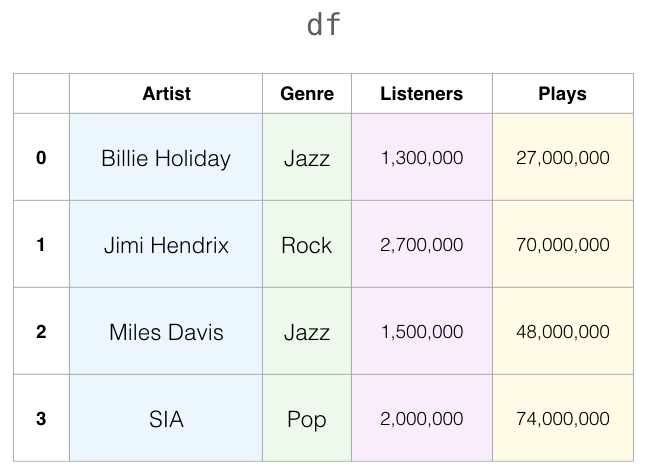 df
Artist Genre Listeners Plays
0 Billie Holiday Jazz 1,300,000 27,000,000
1 Jimi Hendrix Rock 2,700,000 70,000,000
2 Miles Davis Jazz 1,500,000 48,000,000
3 SIA Pop 2,000,000 74,000,000